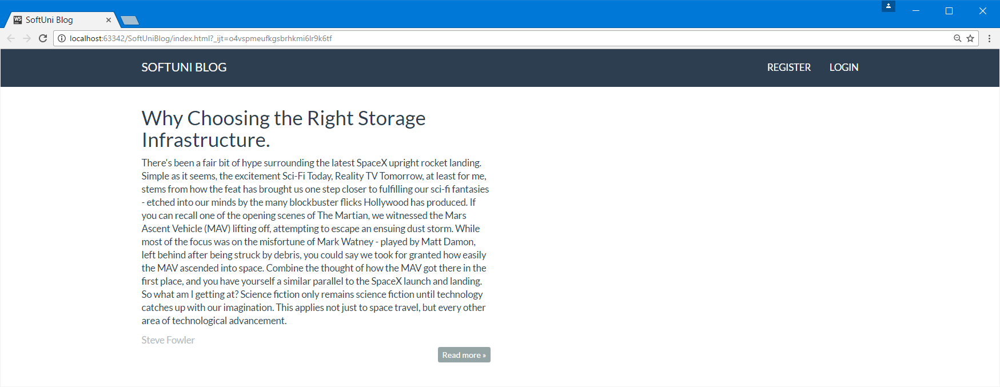 WS
SoftUni Blog
localhost:63342/SoftUniBlog/index.html?_ijt=o4vspmeufkgsbrhkmi6lr9k6tf
SOFTUNI BLOG
REGISTER
LOGIN
Why Choosing the Right Storage
Infrastructure.
There's been a fair bit of hype surrounding the latest SpaceX upright rocket landing.
Simple as it seems, the excitement Sci-Fi Today, Reality TV Tomorrow, at least for me,
stems from how the feat has brought us one step closer to fulfilling our sci-fi fantasies
- etched into our minds by the many blockbuster flicks Hollywood has produced. If
you can recall one of the opening scenes of The Martian, we witnessed the Mars
Ascent Vehicle (MAV) lifting off, attempting to escape an ensuing dust storm. While
most of the focus was on the misfortune of Mark Watney - played by Matt Damon,
left behind after being struck by debris, you could say we took for granted how easily
the MAV ascended into space. Combine the thought of how the MAV got there in the
first place, and you have yourself a similar parallel to the SpaceX launch and landing.
So what am I getting at? Science fiction only remains science fiction until technology
catches up with our imagination. This applies not just to space travel, but every other
area of technological advancement.
Steve Fowler
Read more »